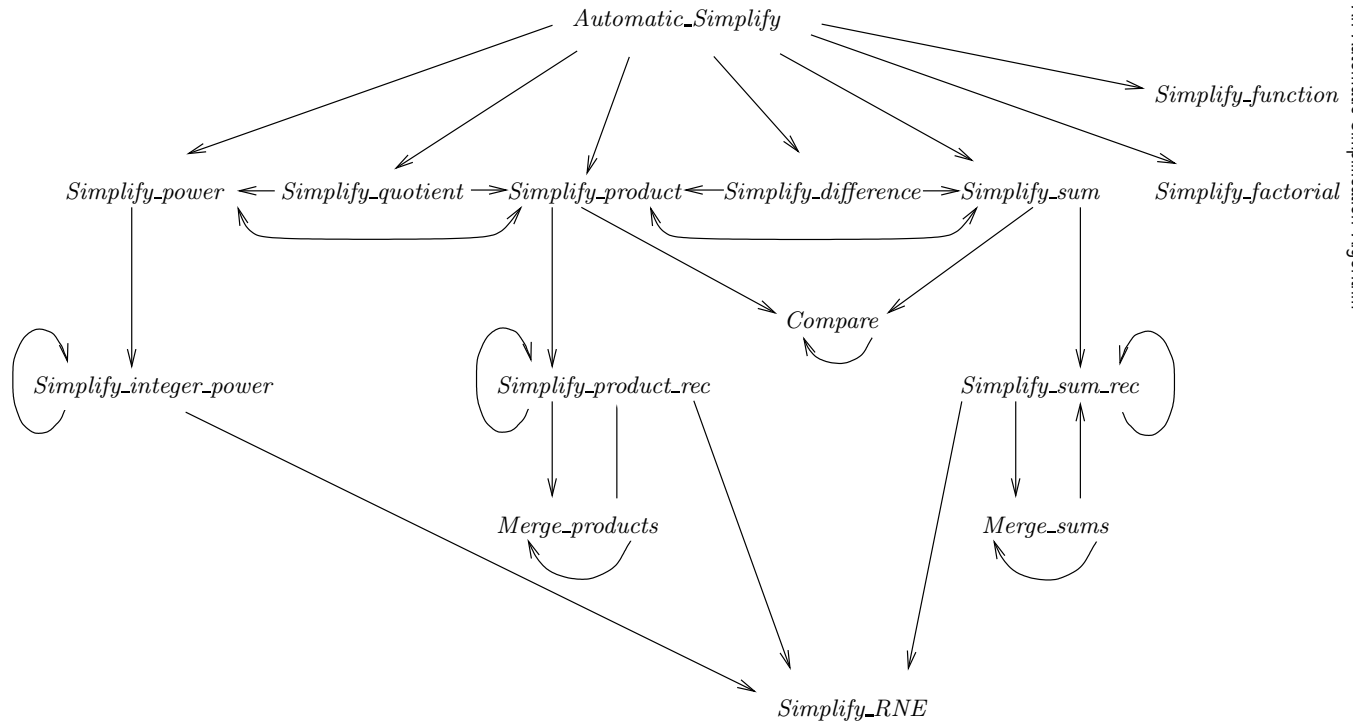 Automatic_Simplify
Simplify_function
Simplify_power Simplify_quotient Simplify_product Simplify_difference Simplify_sum Simplify_factorial
Compare
Simplify_integer_power Simplify_product_rec Simplify_sum_rec
Merge_products Merge_sums
Simplify_RNE